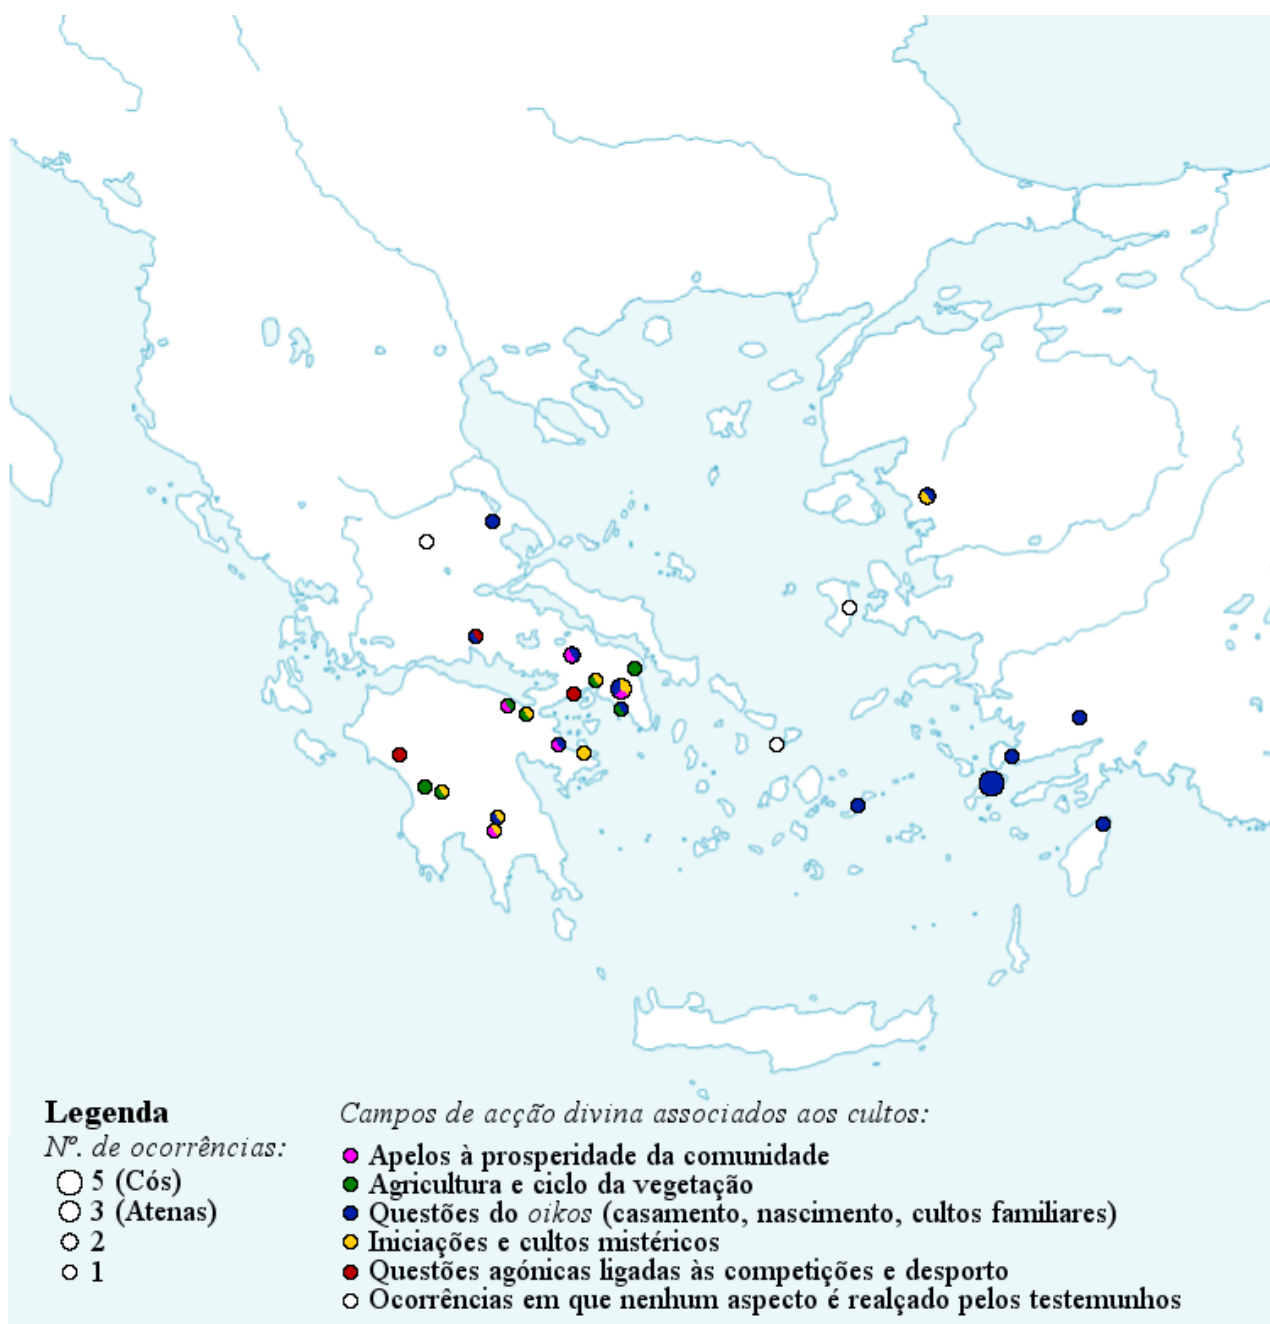 Legenda
Nº. de ocorrências:
5 (Cós)
3 (Atenas)
2
1
Campos de acção divina associados aos cultos:
Apelos à prosperidade da comunidade
Agricultura e ciclo da vegetação
Questões do oikos (casamento, nascimento, cultos familiares)
Iniciações e cultos mistéricos
Questões agónicas ligadas às competições e desporto
Ocorrências em que nenhum aspecto é realçado pelos testemunhos